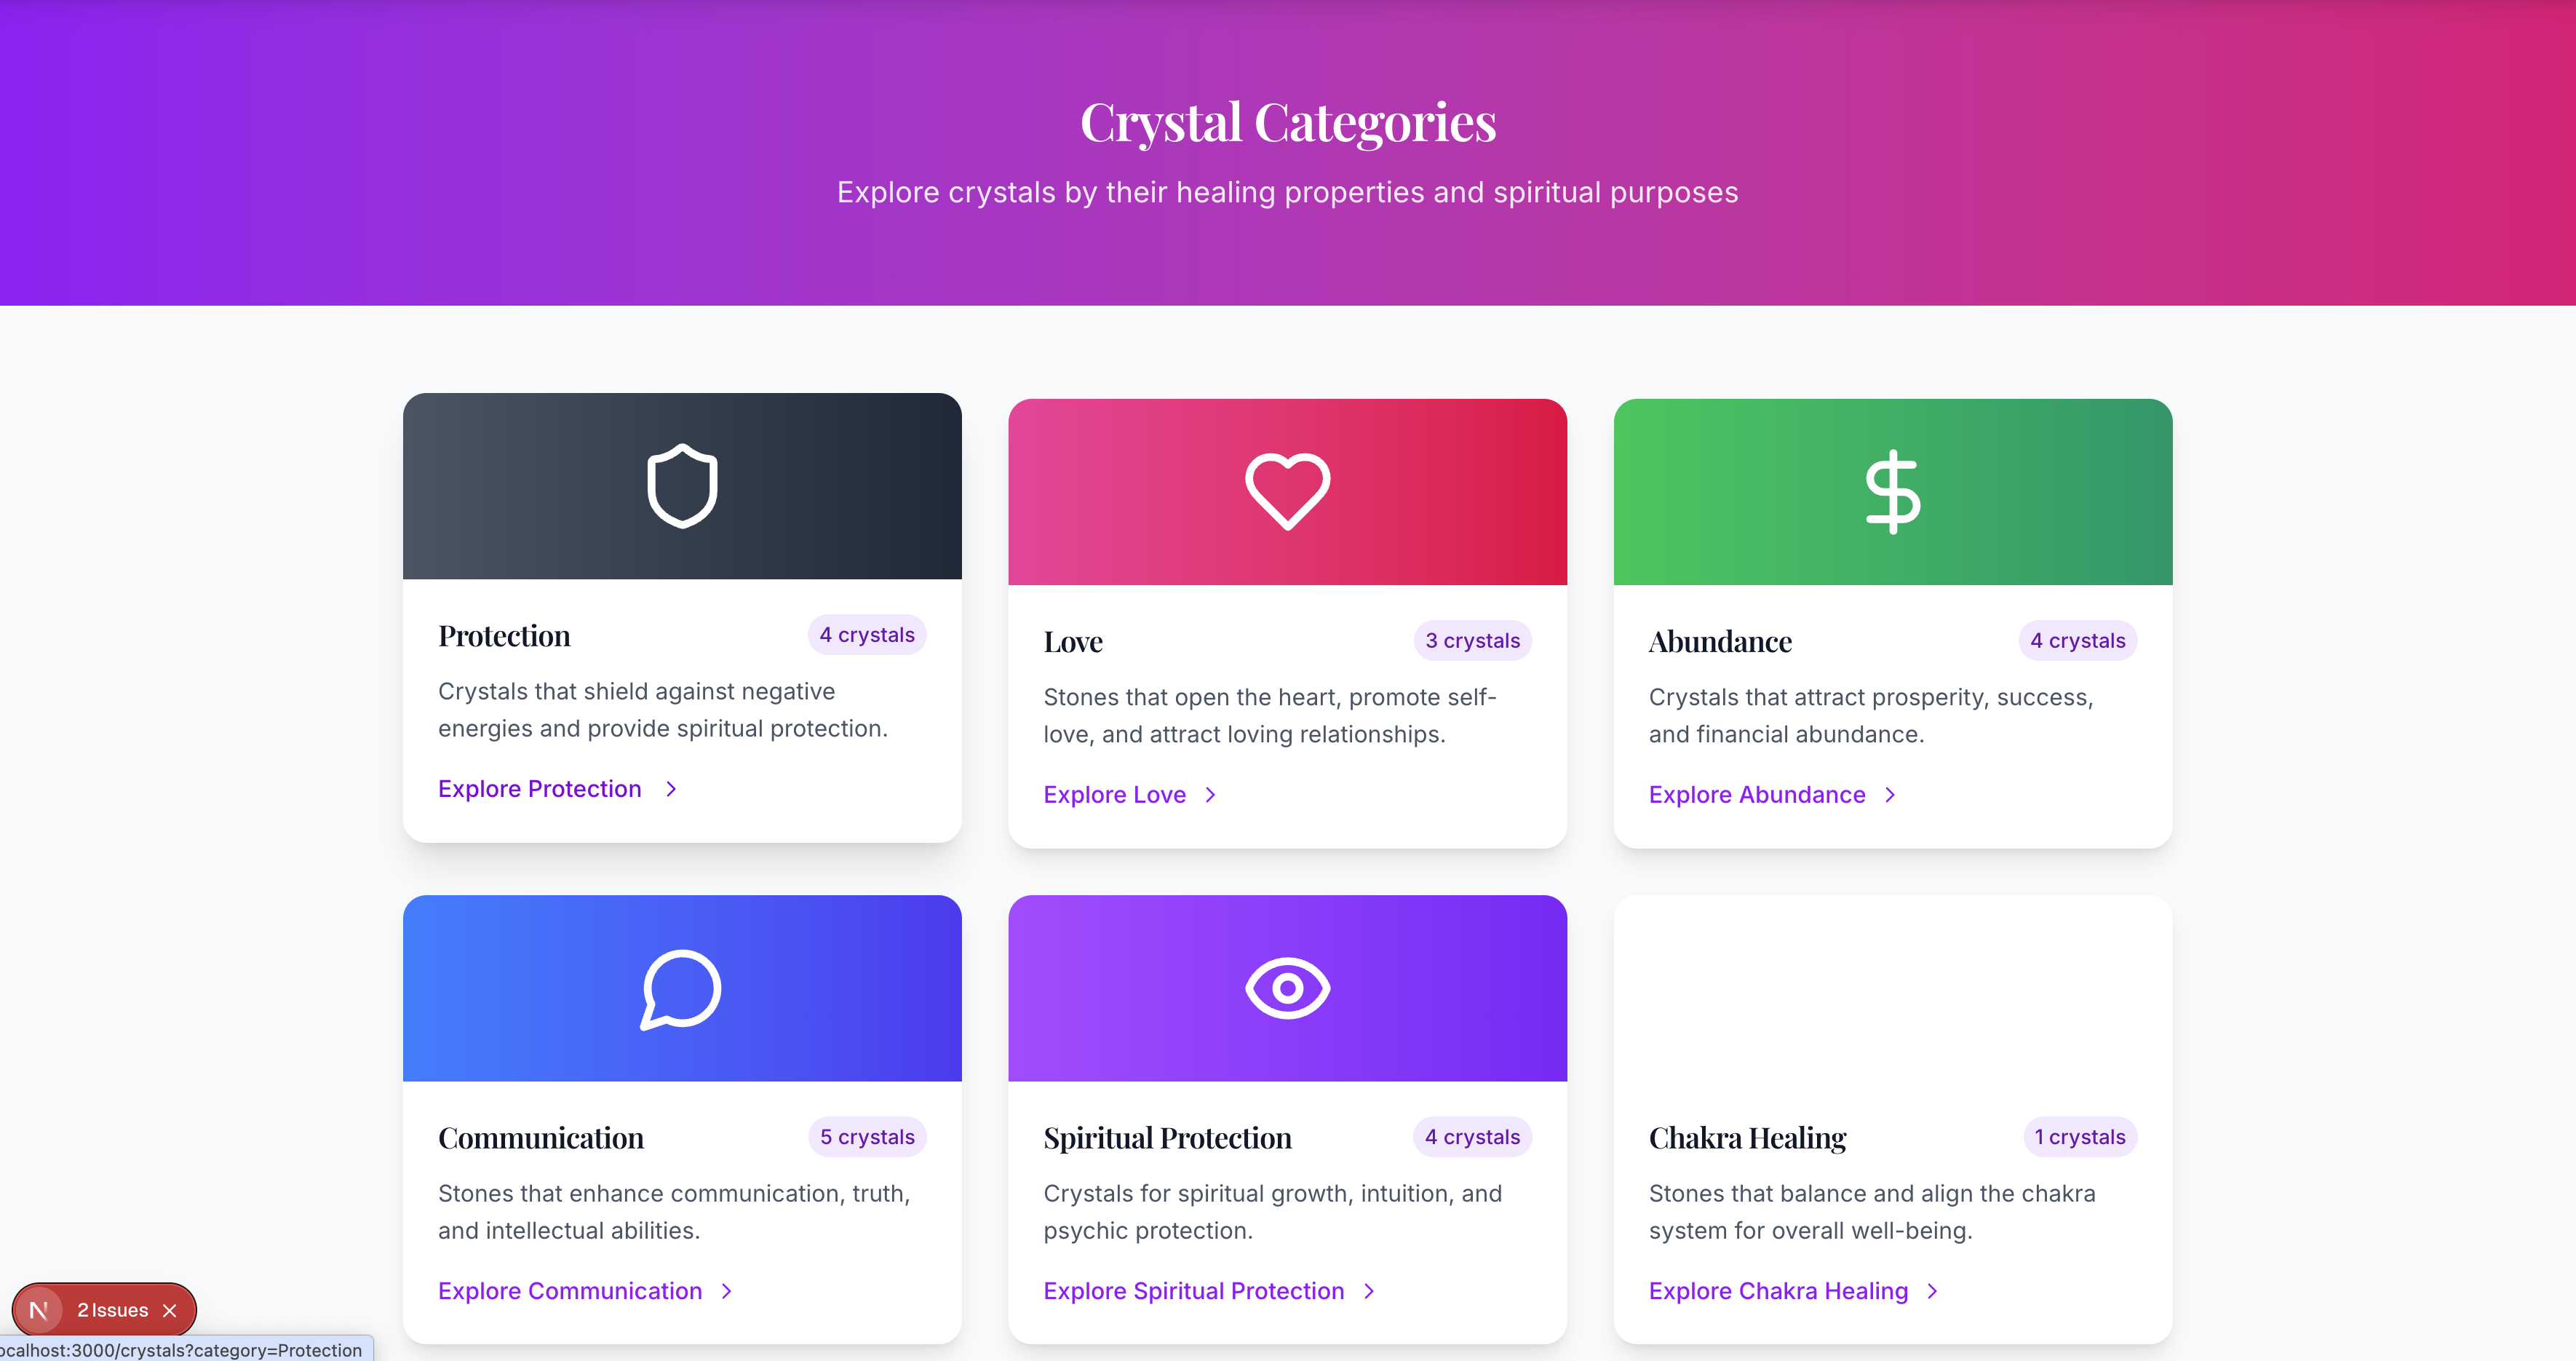 Crystal Categories
Explore crystals by their healing properties and spiritual purposes
Protection
4 crystals
Crystals that shield against negative
energies and provide spiritual protection.
Explore Protection
Love
3 crystals
Stones that open the heart, promote self-
love, and attract loving relationships.
Explore Love
Abundance
4 crystals
Crystals that attract prosperity, success,
and financial abundance.
Explore Abundance
Communication
5 crystals
Stones that enhance communication, truth,
and intellectual abilities.
Explore Communication
Spiritual Protection
4 crystals
Crystals for spiritual growth, intuition, and
psychic protection.
Explore Spiritual Protection
Chakra Healing
1 crystals
Stones that balance and align the chakra
system for overall well-being.
Explore Chakra Healing
N 2 Issues
ocalhost:3000/crystals?category=Protection